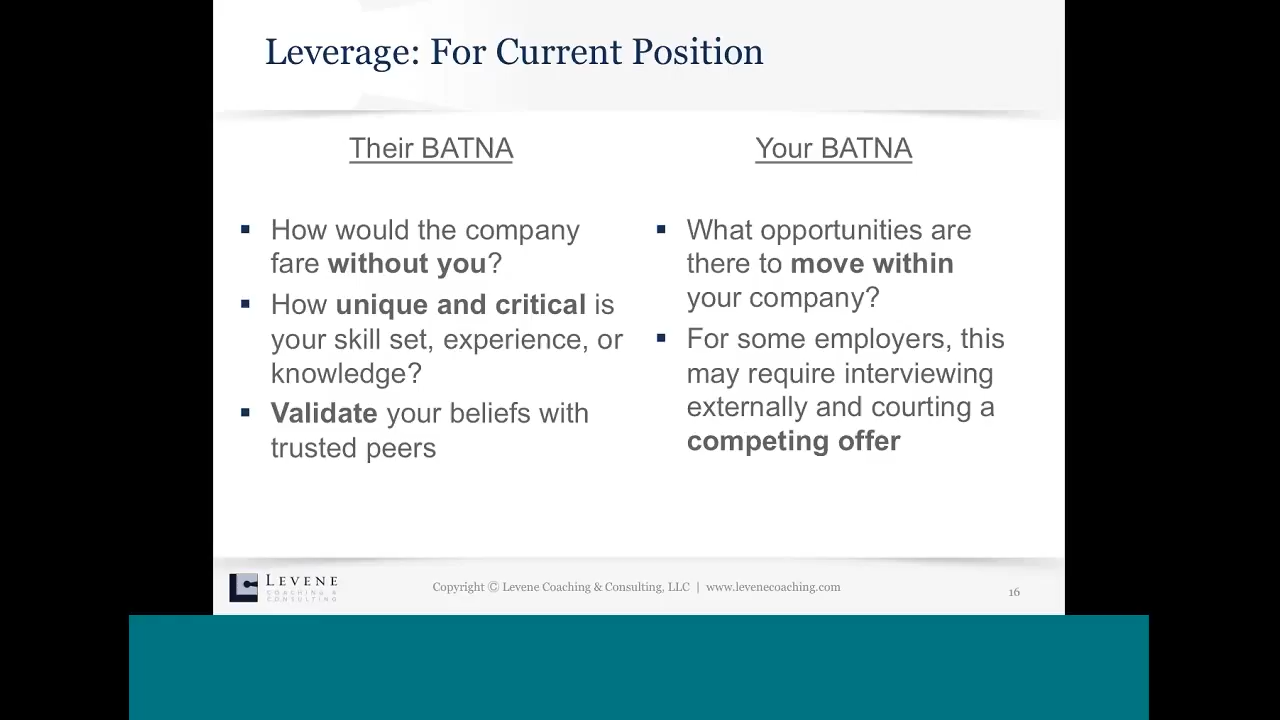 Leverage: For Current Position
Their BATNA
How would the company
fare without you?
How unique and critical is
your skill set, experience, or
knowledge?
Validate your beliefs with
trusted peers
Your BATNA
What opportunities are
there to move within
your company?
For some employers, this
may require interviewing
externally and courting a
competing offer
LEVENE
COACHING &
CONSULTING
Copyright © Levene Coaching & Consulting, LLC | www.levenecoaching.com
16